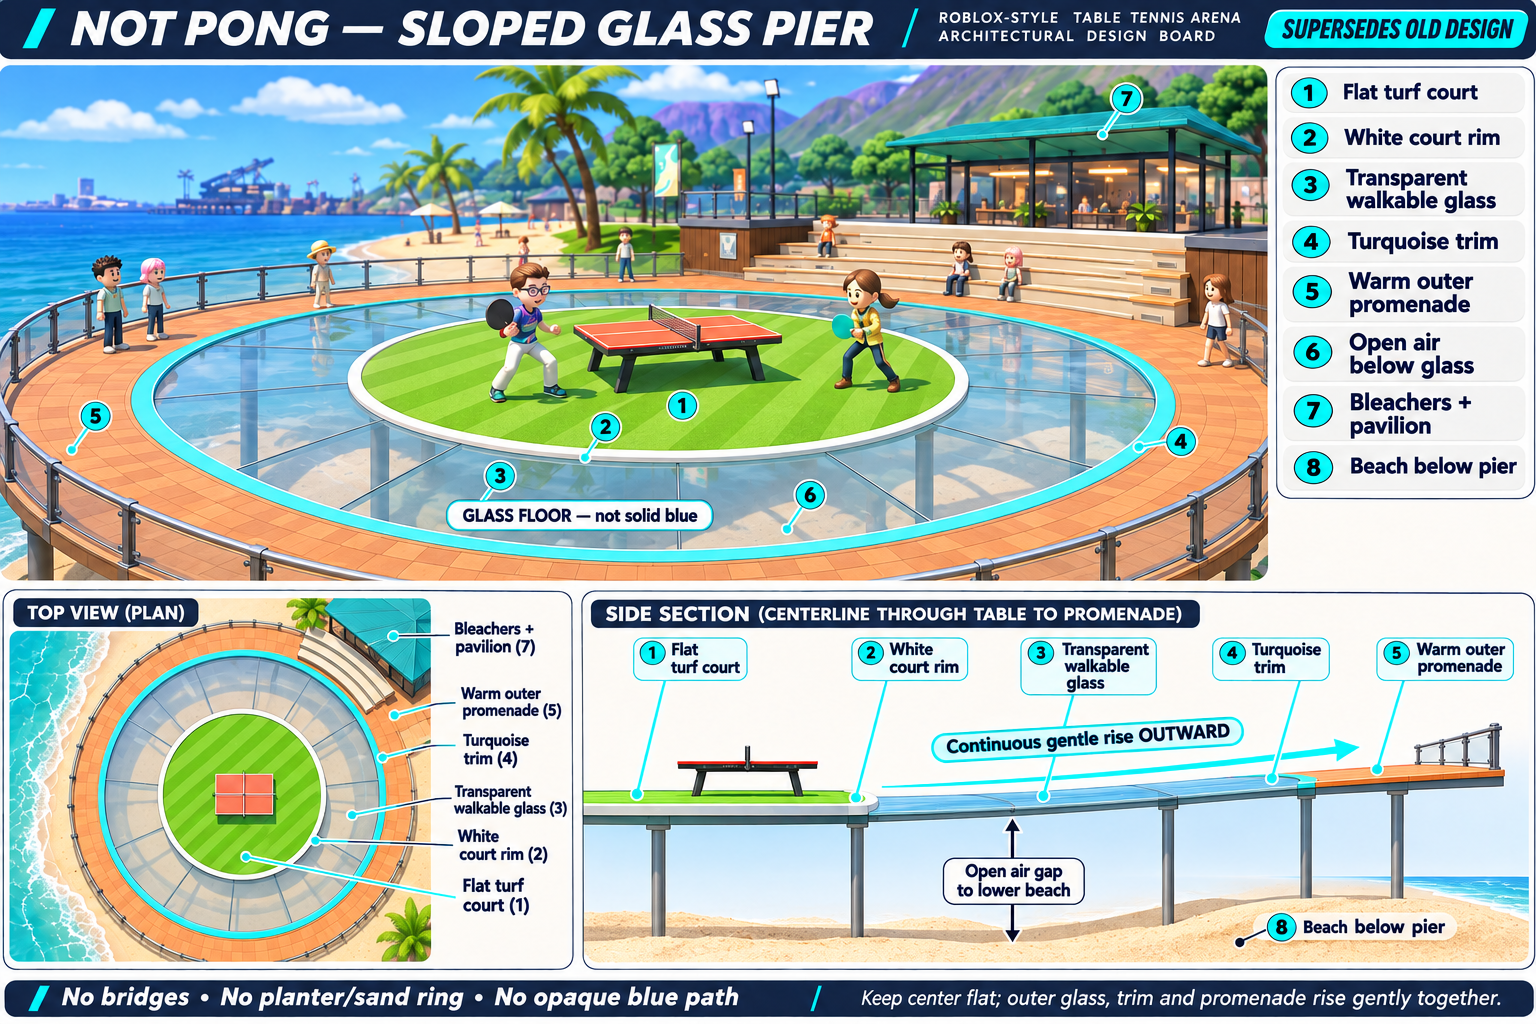 NOT PONG — SLOPED GLASS PIER
ROBLOX-STYLE TABLE TENNIS ARENA
ARCHITECTURAL DESIGN BOARD
SUPERSEDES OLD DESIGN
1 Flat turf court
2 White court rim
3 Transparent
walkable glass
4 Turquoise trim
5 Warm outer
promenade
6 Open air
below glass
7 Bleachers +
pavilion
8 Beach below pier
7
5
1
2
4
3
6
GLASS FLOOR — not solid blue
TOP VIEW (PLAN)
Bleachers +
pavilion (7)
Warm outer
promenade (5)
Turquoise
trim (4)
Transparent
walkable glass (3)
White
court rim (2)
Flat turf
court (1)
SIDE SECTION (CENTERLINE THROUGH TABLE TO PROMENADE)
1 Flat
turf court
2 White
court rim
3 Transparent
walkable
glass
4 Turquoise
trim
5 Warm outer
promenade
Continuous gentle rise OUTWARD
Open air gap
to lower beach
8 Beach below pier
No bridges • No planter/sand ring • No opaque blue path
Keep center flat; outer glass, trim and promenade rise gently together.